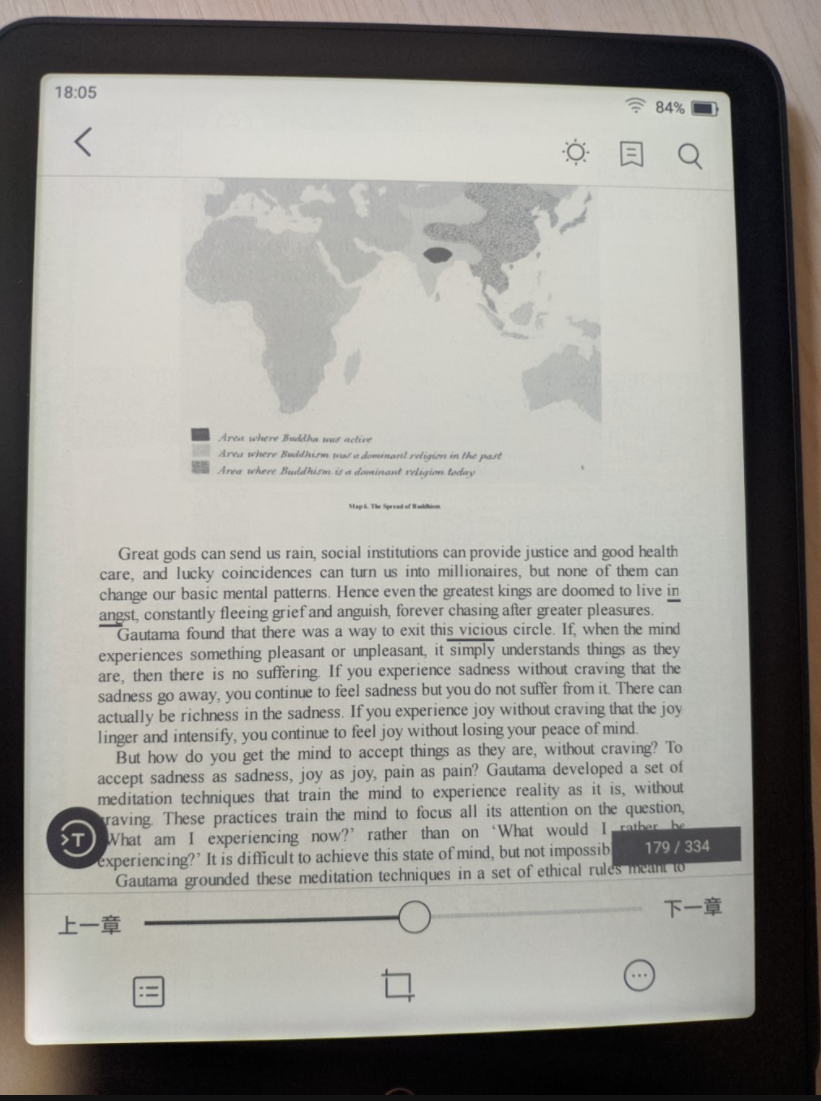 18:05
84%
Area where Buddha was active
Area where Buddhism was a dominant religion in the past
Area where Buddhism is a dominant religion today
Map 6. The Spread of Buddhism
Great gods can send us rain, social institutions can provide justice and good health
care, and lucky coincidences can turn us into millionaires, but none of them can
change our basic mental patterns. Hence even the greatest kings are doomed to live in
angst, constantly fleeing grief and anguish, forever chasing after greater pleasures.
Gautama found that there was a way to exit this vicious circle. If, when the mind
experiences something pleasant or unpleasant, it simply understands things as they
are, then there is no suffering. If you experience sadness without craving that the
sadness go away, you continue to feel sadness but you do not suffer from it. There can
actually be richness in the sadness. If you experience joy without craving that the joy
linger and intensify, you continue to feel joy without losing your peace of mind.
But how do you get the mind to accept things as they are, without craving? To
accept sadness as sadness, joy as joy, pain as pain? Gautama developed a set of
meditation techniques that train the mind to experience reality as it is, without
craving. These practices train the mind to focus all its attention on the question,
'What am I experiencing now?' rather than on 'What would I rather be
experiencing?' It is difficult to achieve this state of mind, but not impossib
179 / 334
Gautama grounded these meditation techniques in a set of ethical rules meant to
上一章
下一章